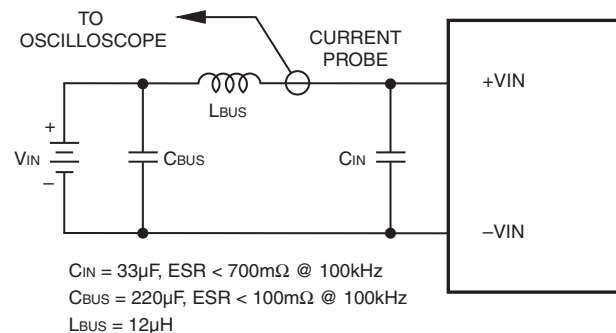 TO
OSCILLOSCOPE
CURRENT
PROBE
+VIN
LBUS
+
VIN
–
CBUS
CIN
–VIN
CIN = 33µF, ESR < 700mΩ @ 100kHz
CBUS = 220µF, ESR < 100mΩ @ 100kHz
LBUS = 12µH